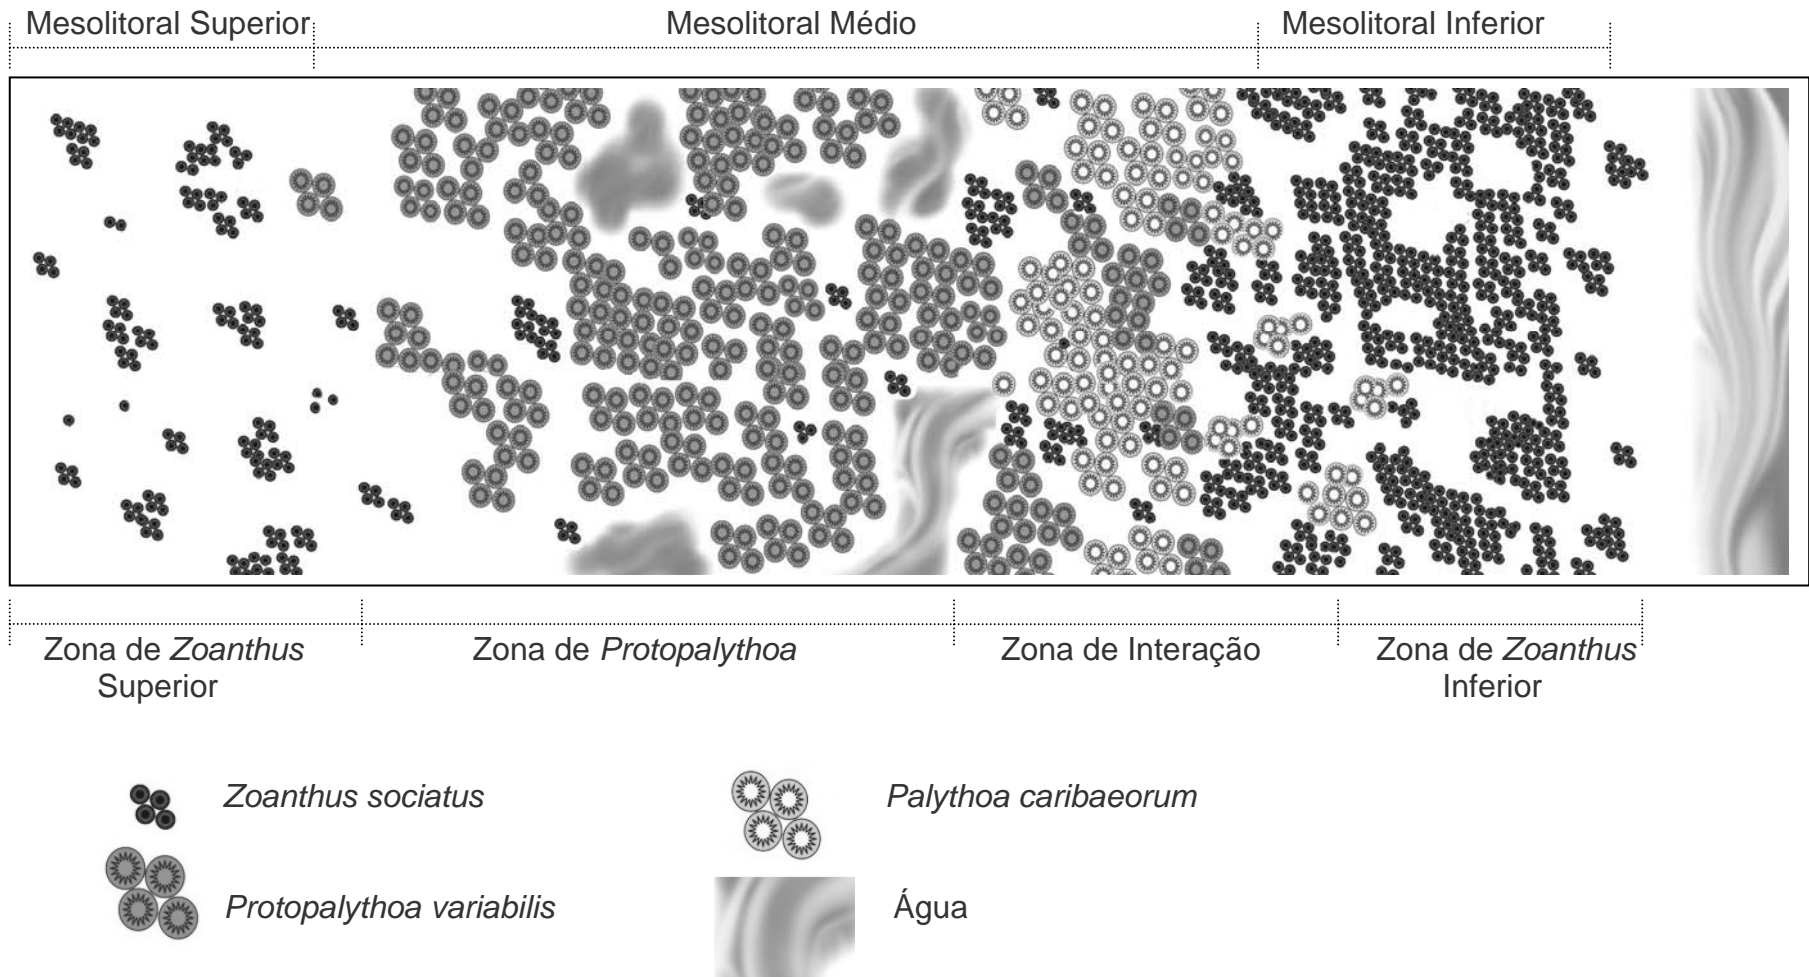 Mesolitoral Superior
Mesolitoral Médio
Mesolitoral Inferior
Zona de Zoanthus
Superior
Zona de Protopalythoa
Zona de Interação
Zona de Zoanthus
Inferior
Zoanthus sociatus
Palythoa caribaeorum
Protopalythoa variabilis
Água